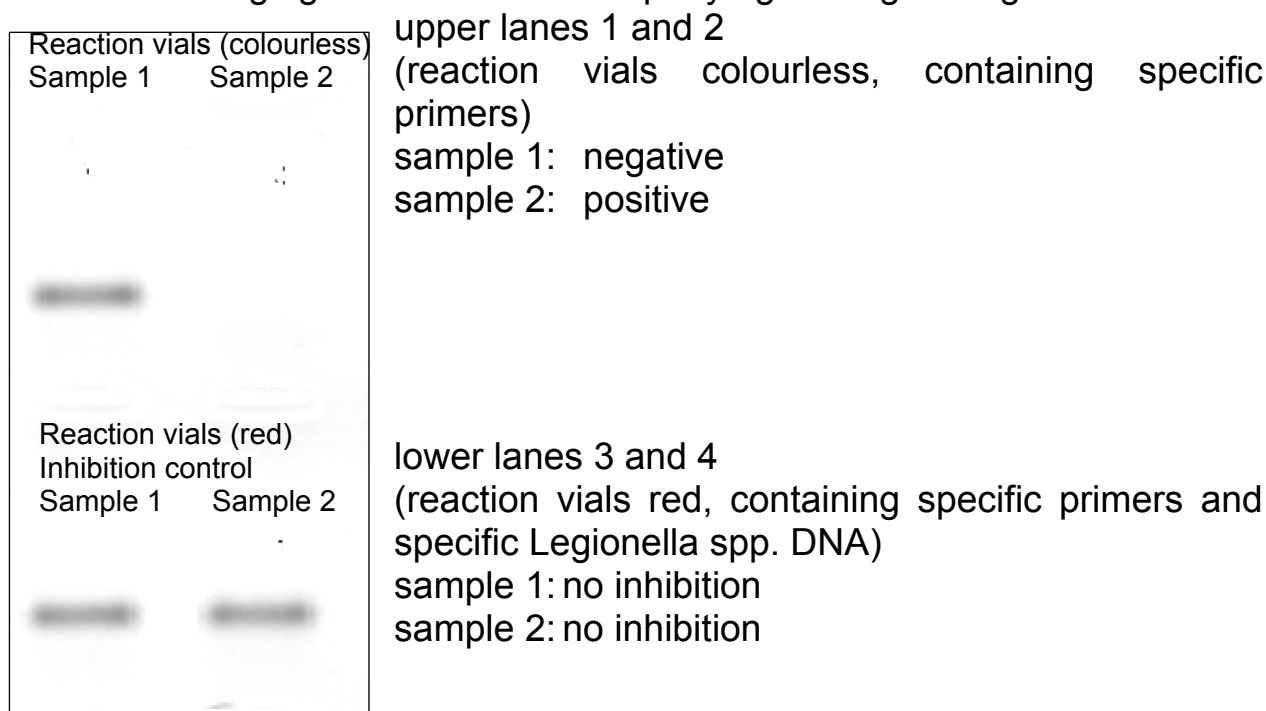 Reaction vials (colourless)
Sample 1 Sample 2
upper lanes 1 and 2
(reaction vials colourless, containing specific
primers)
sample 1: negative
sample 2: positive
Reaction vials (red)
Inhibition control
Sample 1 Sample 2
lower lanes 3 and 4
(reaction vials red, containing specific primers and
specific Legionella spp. DNA)
sample 1: no inhibition
sample 2: no inhibition